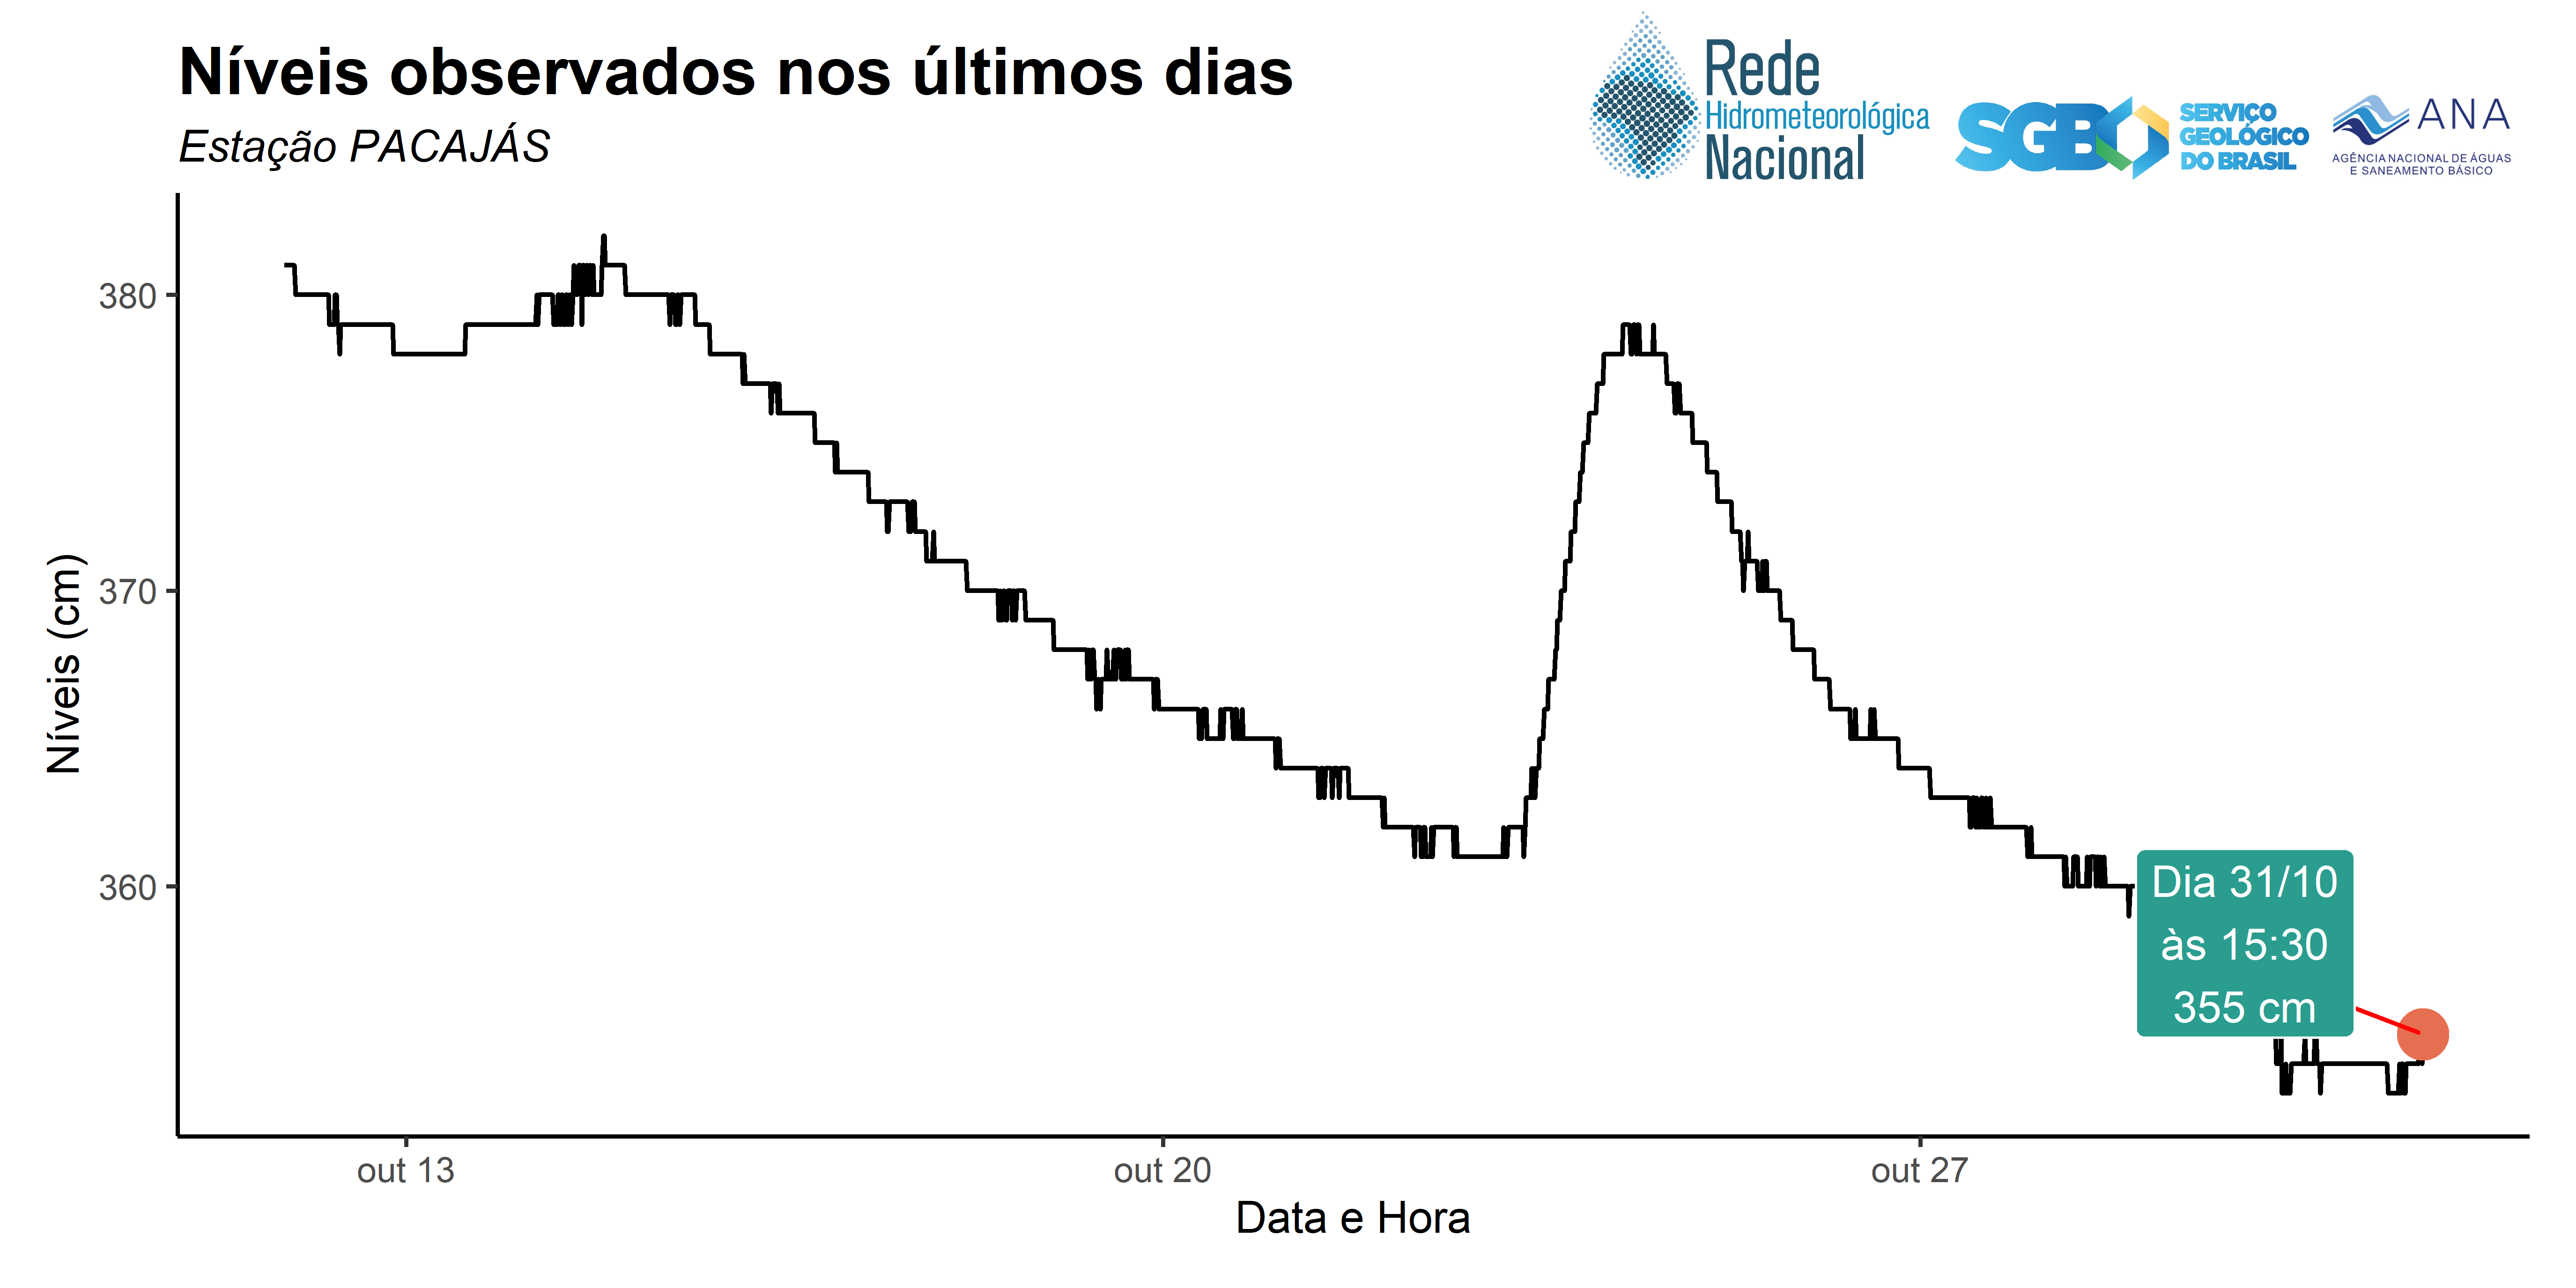 Níveis observados nos últimos dias
Estação PACAJÁS
Rede
Hidrometeorológica
Nacional
SGB
SERVIÇO
GEOLÓGICO
DO BRASIL
ANA
AGÊNCIA NACIONAL DE ÁGUAS
E SANEAMENTO BÁSICO
Níveis (cm)
380
370
360
Dia 31/10
às 15:30
355 cm
out 13
out 20
out 27
Data e Hora